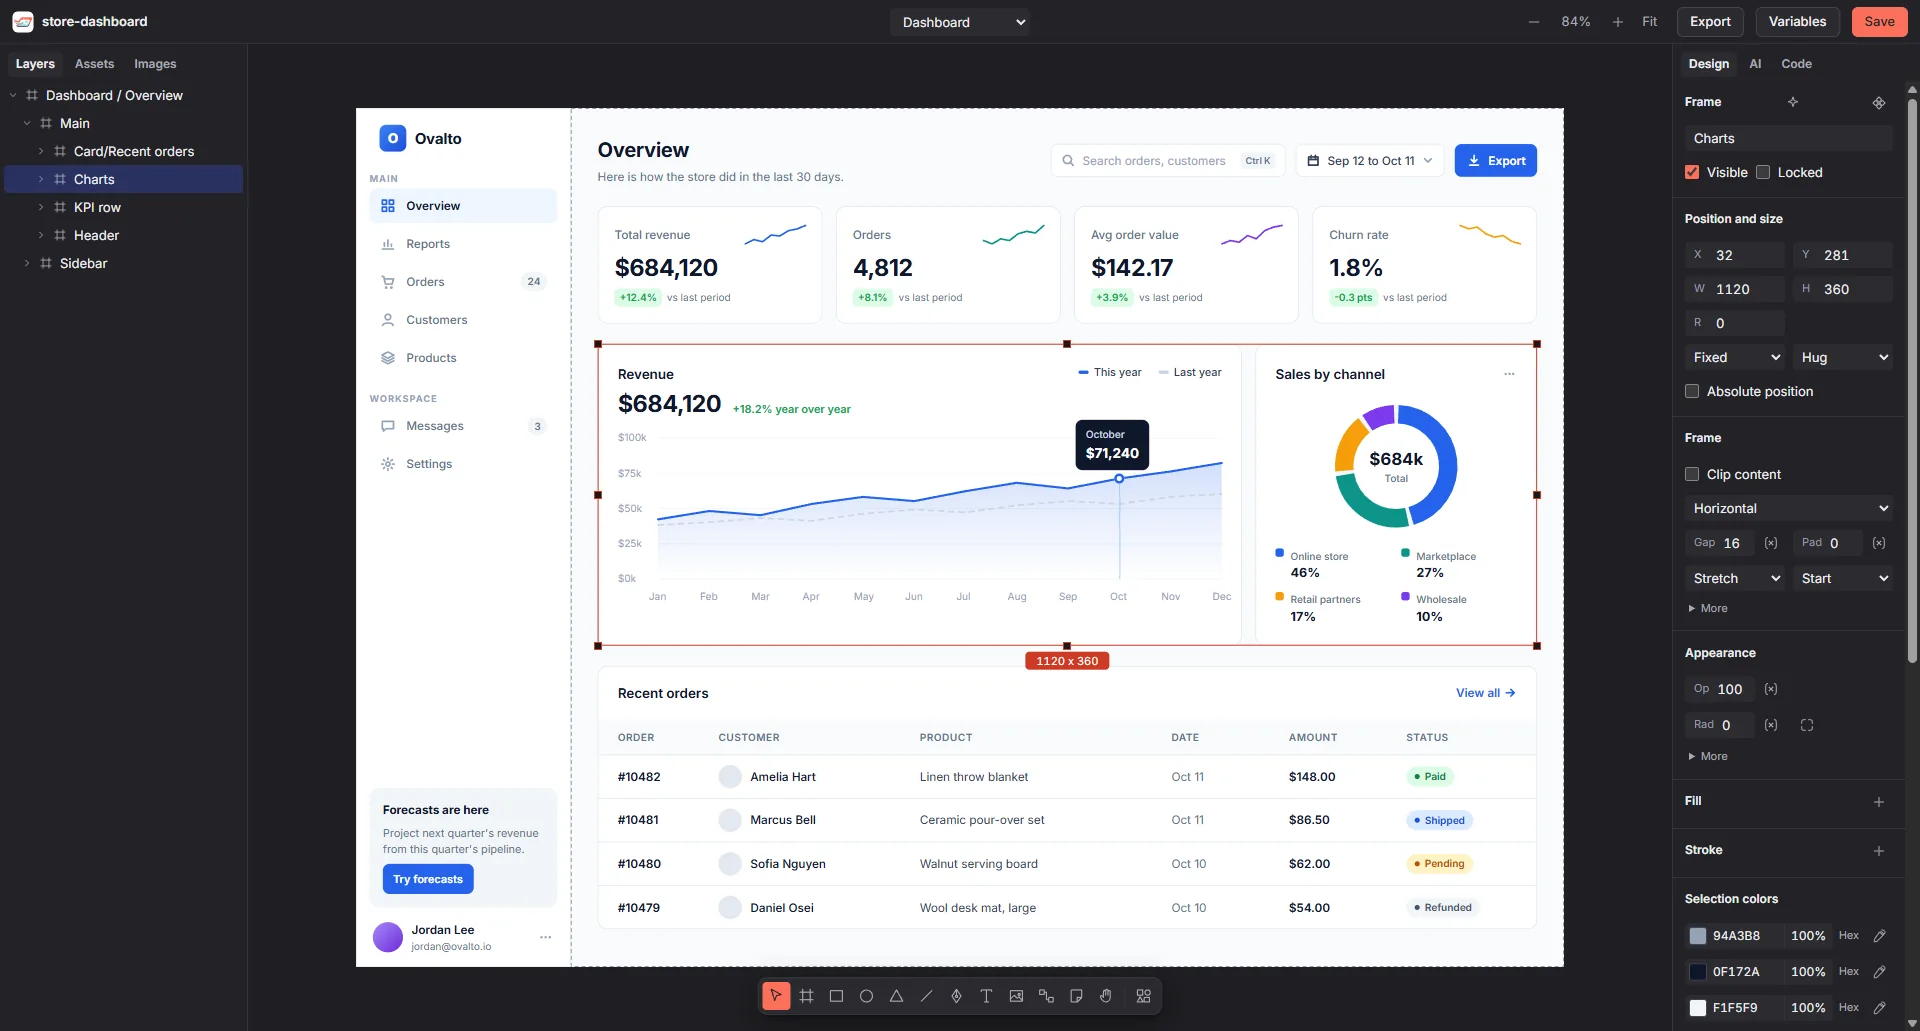 store-dashboard
Dashboard
84%
Fit
Export
Variables
Save
Layers
Assets
Images
Dashboard / Overview
Main
Card/Recent orders
Charts
KPI row
Header
Sidebar
Ovalto
MAIN
Overview
Reports
Orders
24
Customers
Products
WORKSPACE
Messages
3
Settings
Forecasts are here
Project next quarter's revenue
from this quarter's pipeline.
Try forecasts
Jordan Lee
jordan@ovalto.io
Overview
Here is how the store did in the last 30 days.
Search orders, customers
Ctrl K
Sep 12 to Oct 11
Export
Total revenue
$684,120
+12.4% vs last period
Orders
4,812
+8.1% vs last period
Avg order value
$142.17
+3.9% vs last period
Churn rate
1.8%
-0.3 pts vs last period
Revenue
This year
Last year
$684,120 +18.2% year over year
$100k
$75k
$50k
$25k
$0k
October
$71,240
Jan Feb Mar Apr May Jun Jul Aug Sep Oct Nov Dec
Sales by channel
$684k
Total
Online store
46%
Marketplace
27%
Retail partners
17%
Wholesale
10%
1120 x 360
Recent orders
View all
ORDER CUSTOMER PRODUCT DATE AMOUNT STATUS
#10482 Amelia Hart Linen throw blanket Oct 11 $148.00 Paid
#10481 Marcus Bell Ceramic pour-over set Oct 11 $86.50 Shipped
#10480 Sofia Nguyen Walnut serving board Oct 10 $62.00 Pending
#10479 Daniel Osei Wool desk mat, large Oct 10 $54.00 Refunded
Design
AI
Code
Frame
Charts
Visible
Locked
Position and size
X 32
Y 281
W 1120
H 360
R 0
Fixed
Hug
Absolute position
Frame
Clip content
Horizontal
Gap 16
Pad 0
Stretch
Start
More
Appearance
Op 100
Rad 0
More
Fill
Stroke
Selection colors
94A3B8 100% Hex
0F172A 100% Hex
F1F5F9 100% Hex